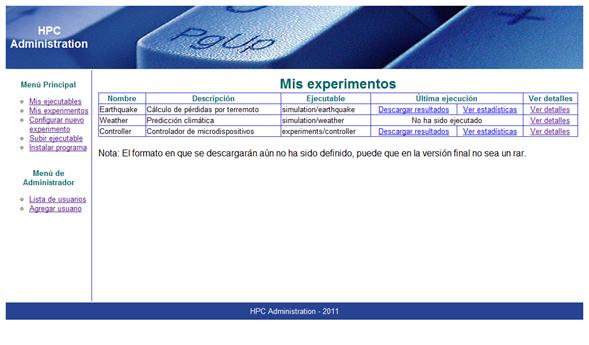 HPC
Administration
PgUp
Menú Principal
Mis ejecutables
Mis experimentos
Configurar nuevo
experimento
Subir ejecutable
Instalar programa
Menú de
Administrador
Lista de usuarios
Agregar usuario
Mis experimentos
Nombre Descripción Ejecutable Última ejecución Ver detalles
Earthquake Cálculo de pérdidas por terremoto simulation/earthquake Descargar resultados Ver estadísticas Ver detalles
Weather Predicción climática simulation/weather No ha sido ejecutado Ver detalles
Controller Controlador de microdispositivos experiments/controller Descargar resultados Ver estadísticas Ver detalles
Nota: El formato en que se descargarán aún no ha sido definido, puede que en la versión final no sea un rar.
HPC Administration - 2011